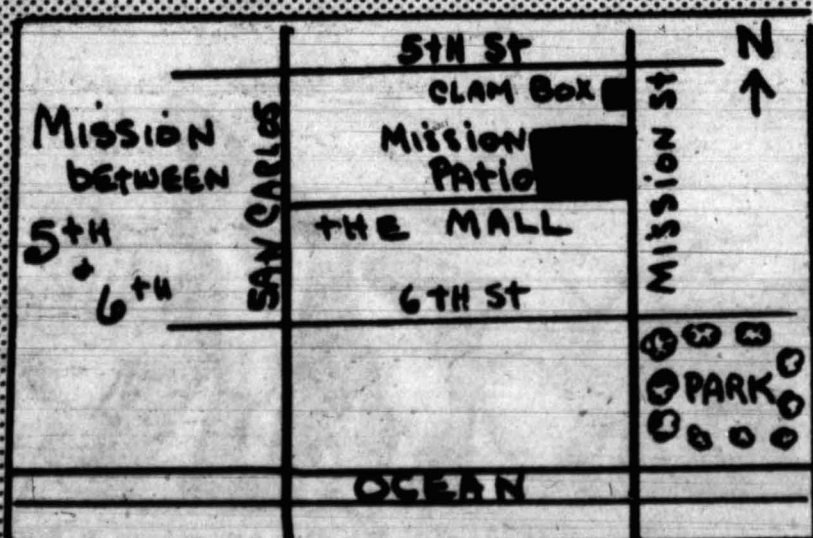 5TH ST
N
CLAM BOX
MISSION
BETWEEN
5TH
+
6TH
SAN CARLOS
MISSION
PATIO
MISSION ST
THE MALL
6TH ST
PARK
OCEAN